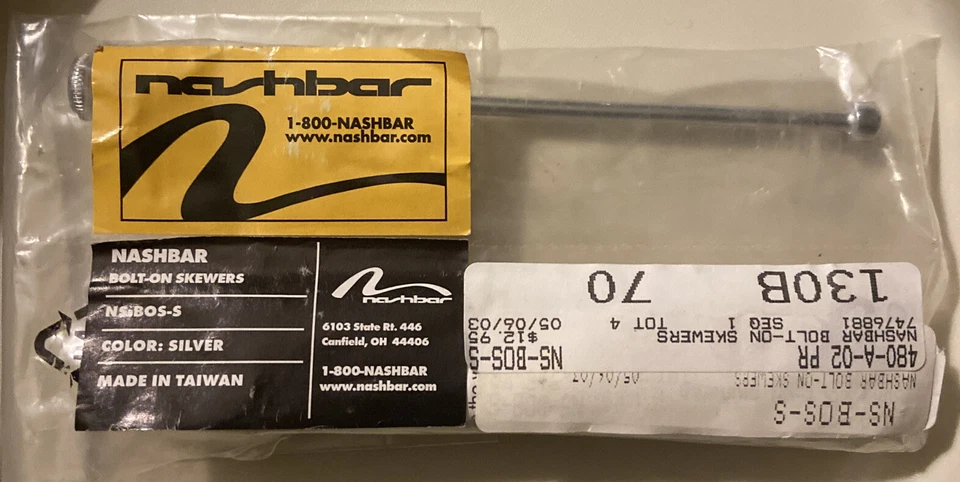 nashbar
1-800-NASHBAR
www.nashbar.com
NASHBAR
BOLT-ON SKEWERS
NS-BOS-S
COLOR: SILVER
MADE IN TAIWAN
nashbar
6103 State Rt. 446
Canfield, OH 44406
1-800-NASHBAR
www.nashbar.com
NS-BOS-S
NASHBAR BOLT-ON SKEWERS
480-A-02 PR NS-BOS-S
NASHBAR BOLT-ON SKEWERS $12.95
7476881 SEQ 1 TOT 4 05/06/03
130B 70